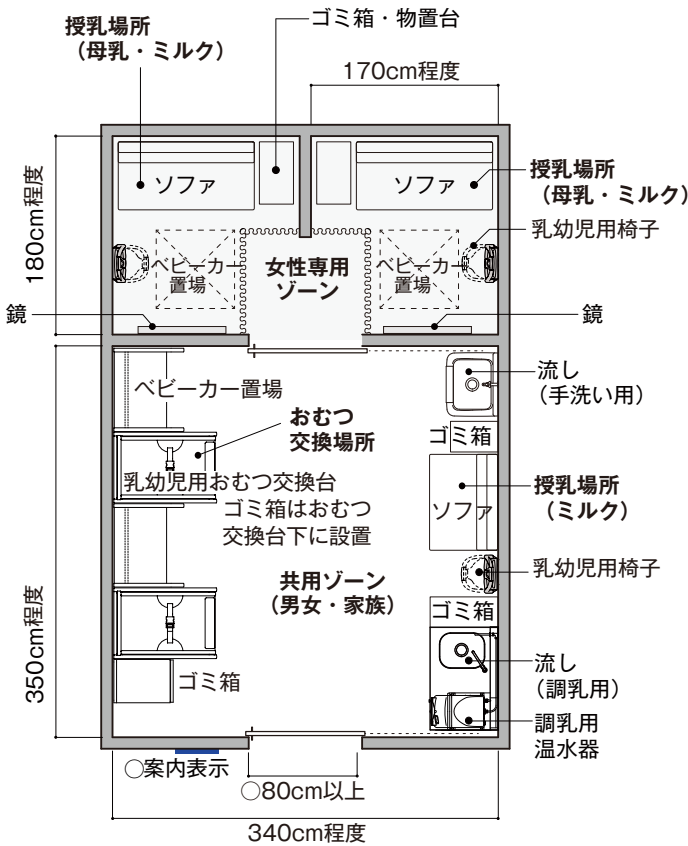 授乳場所
（母乳・ミルク）
ゴミ箱・物置台
170cm程度
180cm程度
ソファ
ソファ
授乳場所
（母乳・ミルク）
乳幼児用椅子
ベビーカー
置場
女性専用
ゾーン
ベビーカー
置場
鏡
鏡
ベビーカー置場
流し
（手洗い用）
おむつ
交換場所
ゴミ箱
乳幼児用おむつ交換台
ゴミ箱はおむつ
交換台下に設置
ソファ
授乳場所
（ミルク）
共用ゾーン
（男女・家族）
乳幼児用椅子
ゴミ箱
350cm程度
ゴミ箱
流し
（調乳用）
調乳用
温水器
○案内表示
○80cm以上
340cm程度